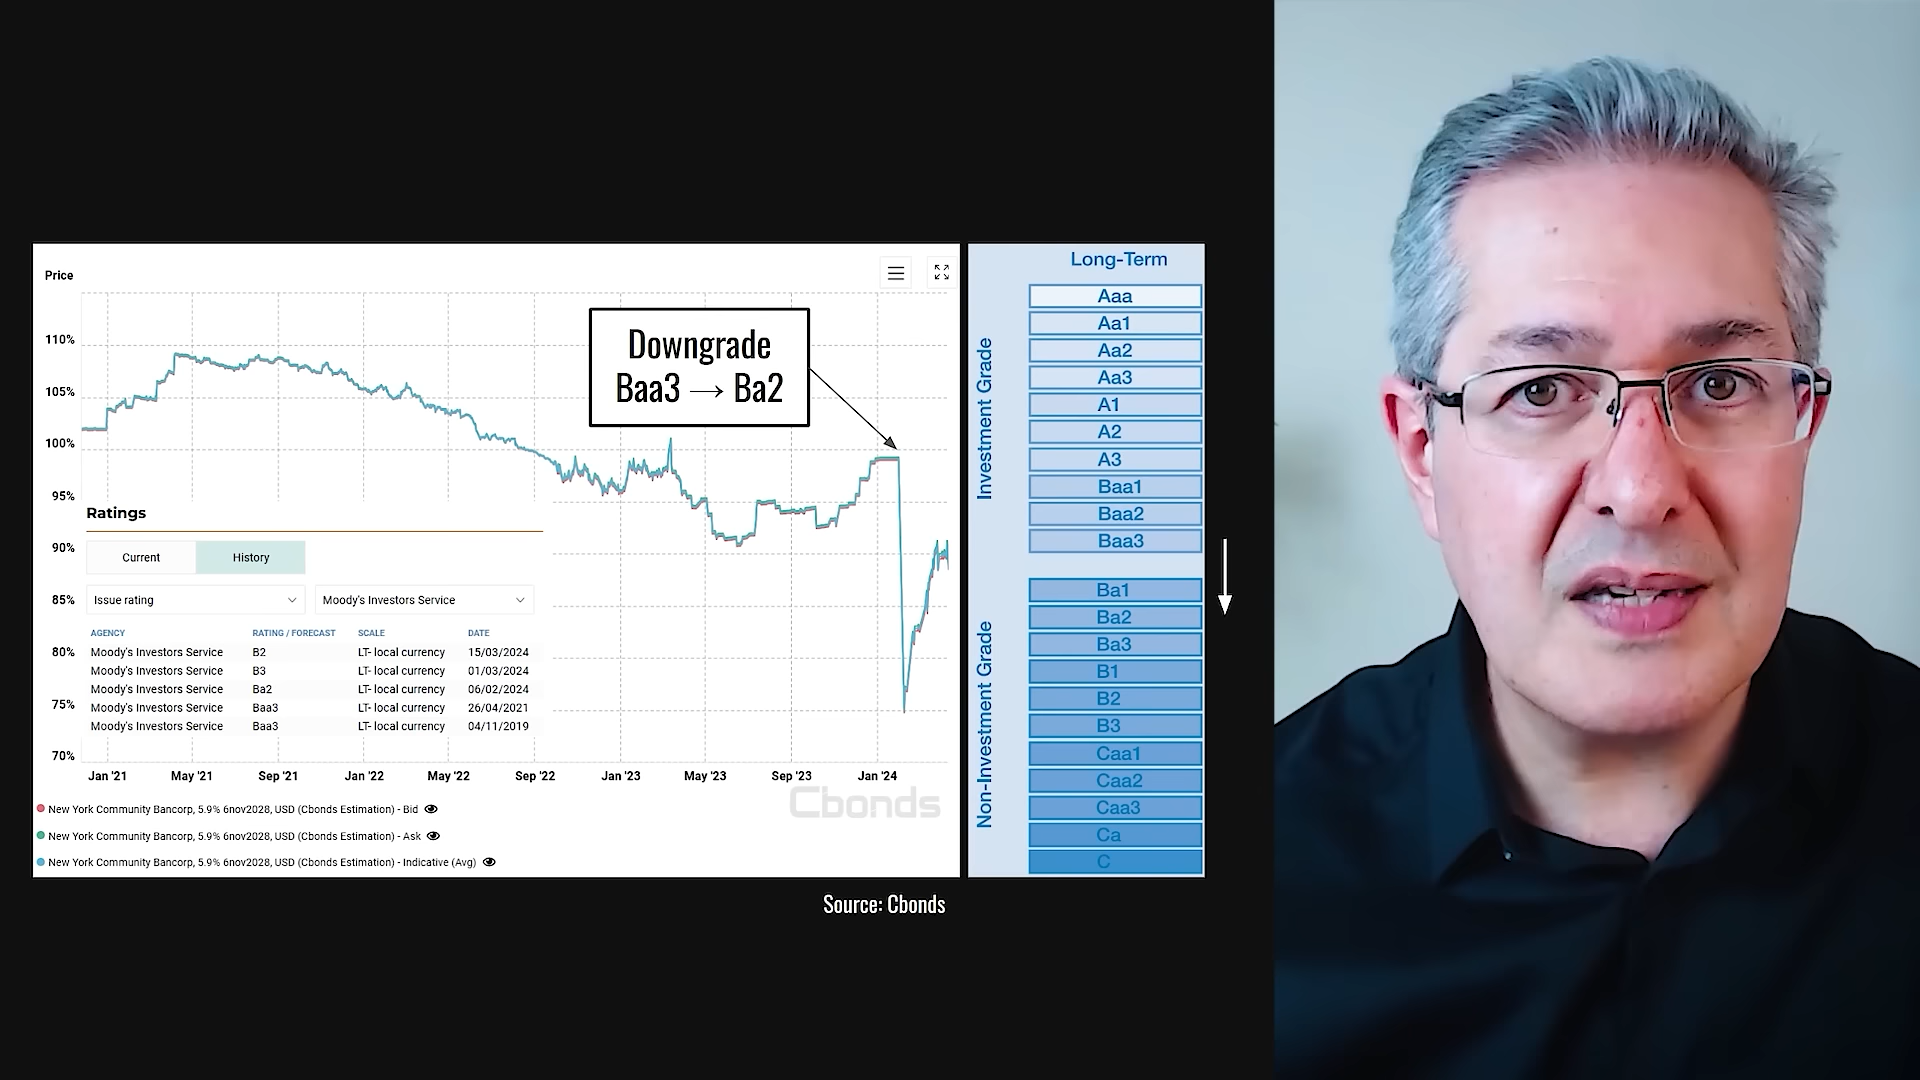 Price
110%
105%
100%
95%
90%
85%
80%
75%
70%
Downgrade
Baa3 → Ba2
Ratings
Current History
Issue rating Moody's Investors Service
AGENCY RATING / FORECAST SCALE DATE
Moody's Investors Service B2 LT- local currency 15/03/2024
Moody's Investors Service B3 LT- local currency 01/03/2024
Moody's Investors Service Ba2 LT- local currency 06/02/2024
Moody's Investors Service Baa3 LT- local currency 26/04/2021
Moody's Investors Service Baa3 LT- local currency 04/11/2019
Jan '21 May '21 Sep '21 Jan '22 May '22 Sep '22 Jan '23 May '23 Sep '23 Jan '24
Cbonds
New York Community Bancorp, 5.9% 6nov2028, USD (Cbonds Estimation) - Bid
New York Community Bancorp, 5.9% 6nov2028, USD (Cbonds Estimation) - Ask
New York Community Bancorp, 5.9% 6nov2028, USD (Cbonds Estimation) - Indicative (Avg)
Long-Term
Investment Grade
Aaa
Aa1
Aa2
Aa3
A1
A2
A3
Baa1
Baa2
Baa3
Non-Investment Grade
Ba1
Ba2
Ba3
B1
B2
B3
Caa1
Caa2
Caa3
Ca
C
Source: Cbonds